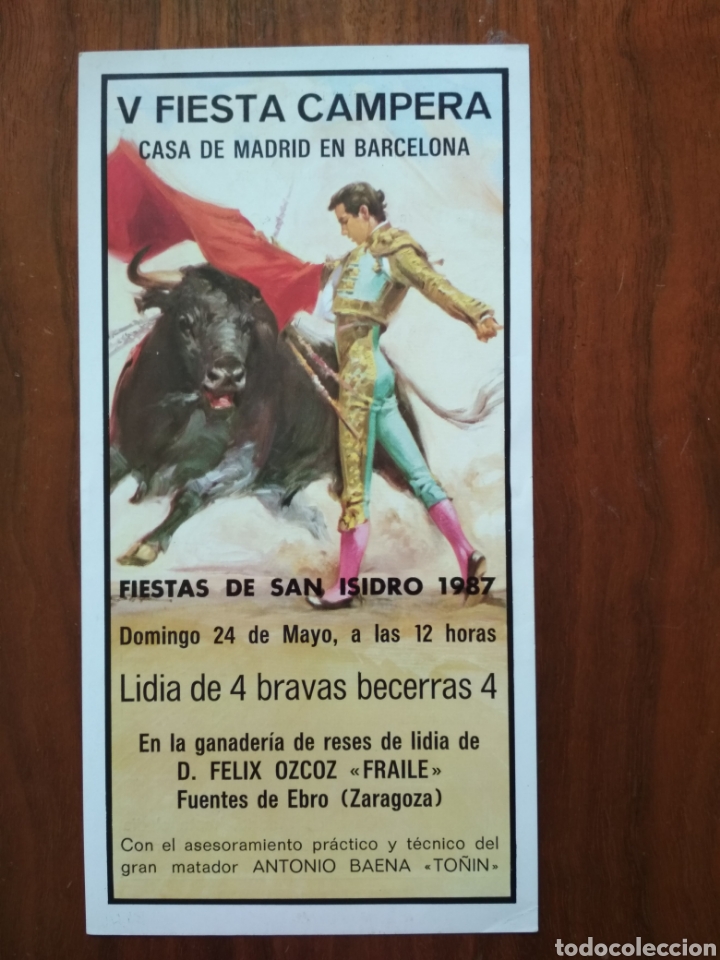 V FIESTA CAMPERA
CASA DE MADRID EN BARCELONA
FIESTAS DE SAN ISIDRO 1987
Domingo 24 de Mayo, a las 12 horas
Lidia de 4 bravas becerras 4
En la ganadería de reses de lidia de
D. FELIX OZCOZ «FRAILE»
Fuentes de Ebro (Zaragoza)
Con el asesoramiento práctico y técnico del
gran matador ANTONIO BAENA «TOÑIN»
todocoleccion